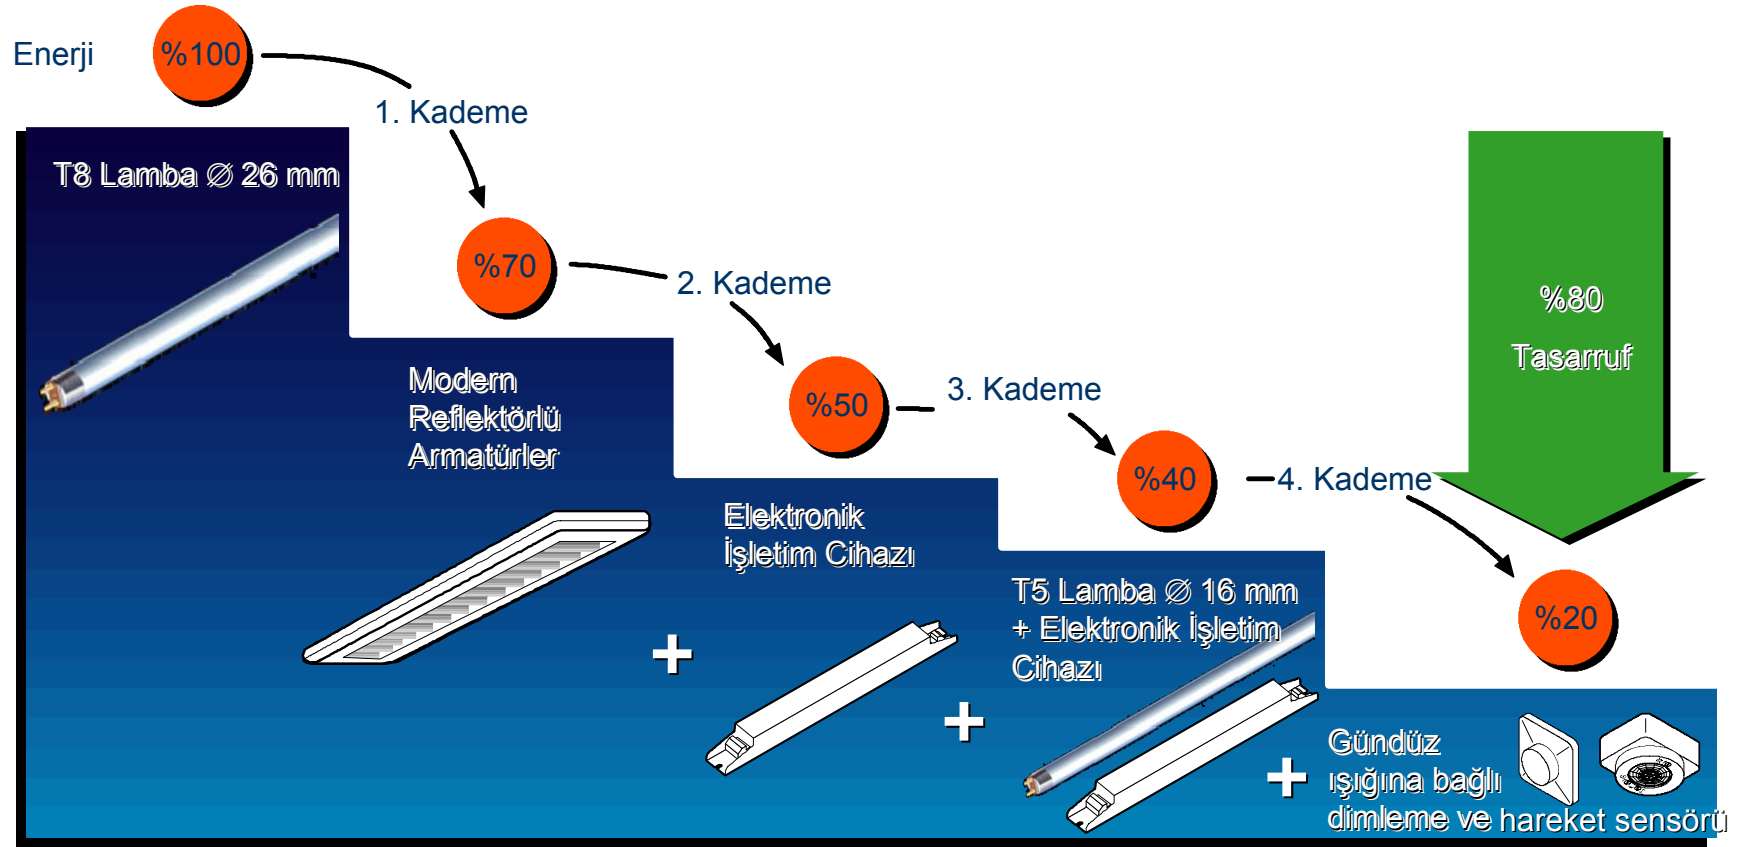 Enerji
%100
1. Kademe
T8 Lamba ∅ 26 mm
%70
2. Kademe
%80
Tasarruf
Modern
Reflektörlü
Armatürler
%50
3. Kademe
%40
4. Kademe
Elektronik
İşletim Cihazı
T5 Lamba ∅ 16 mm
+ Elektronik İşletim
Cihazı
%20
+
+
+
Gündüz
ışığına bağlı
dimleme ve hareket sensörü